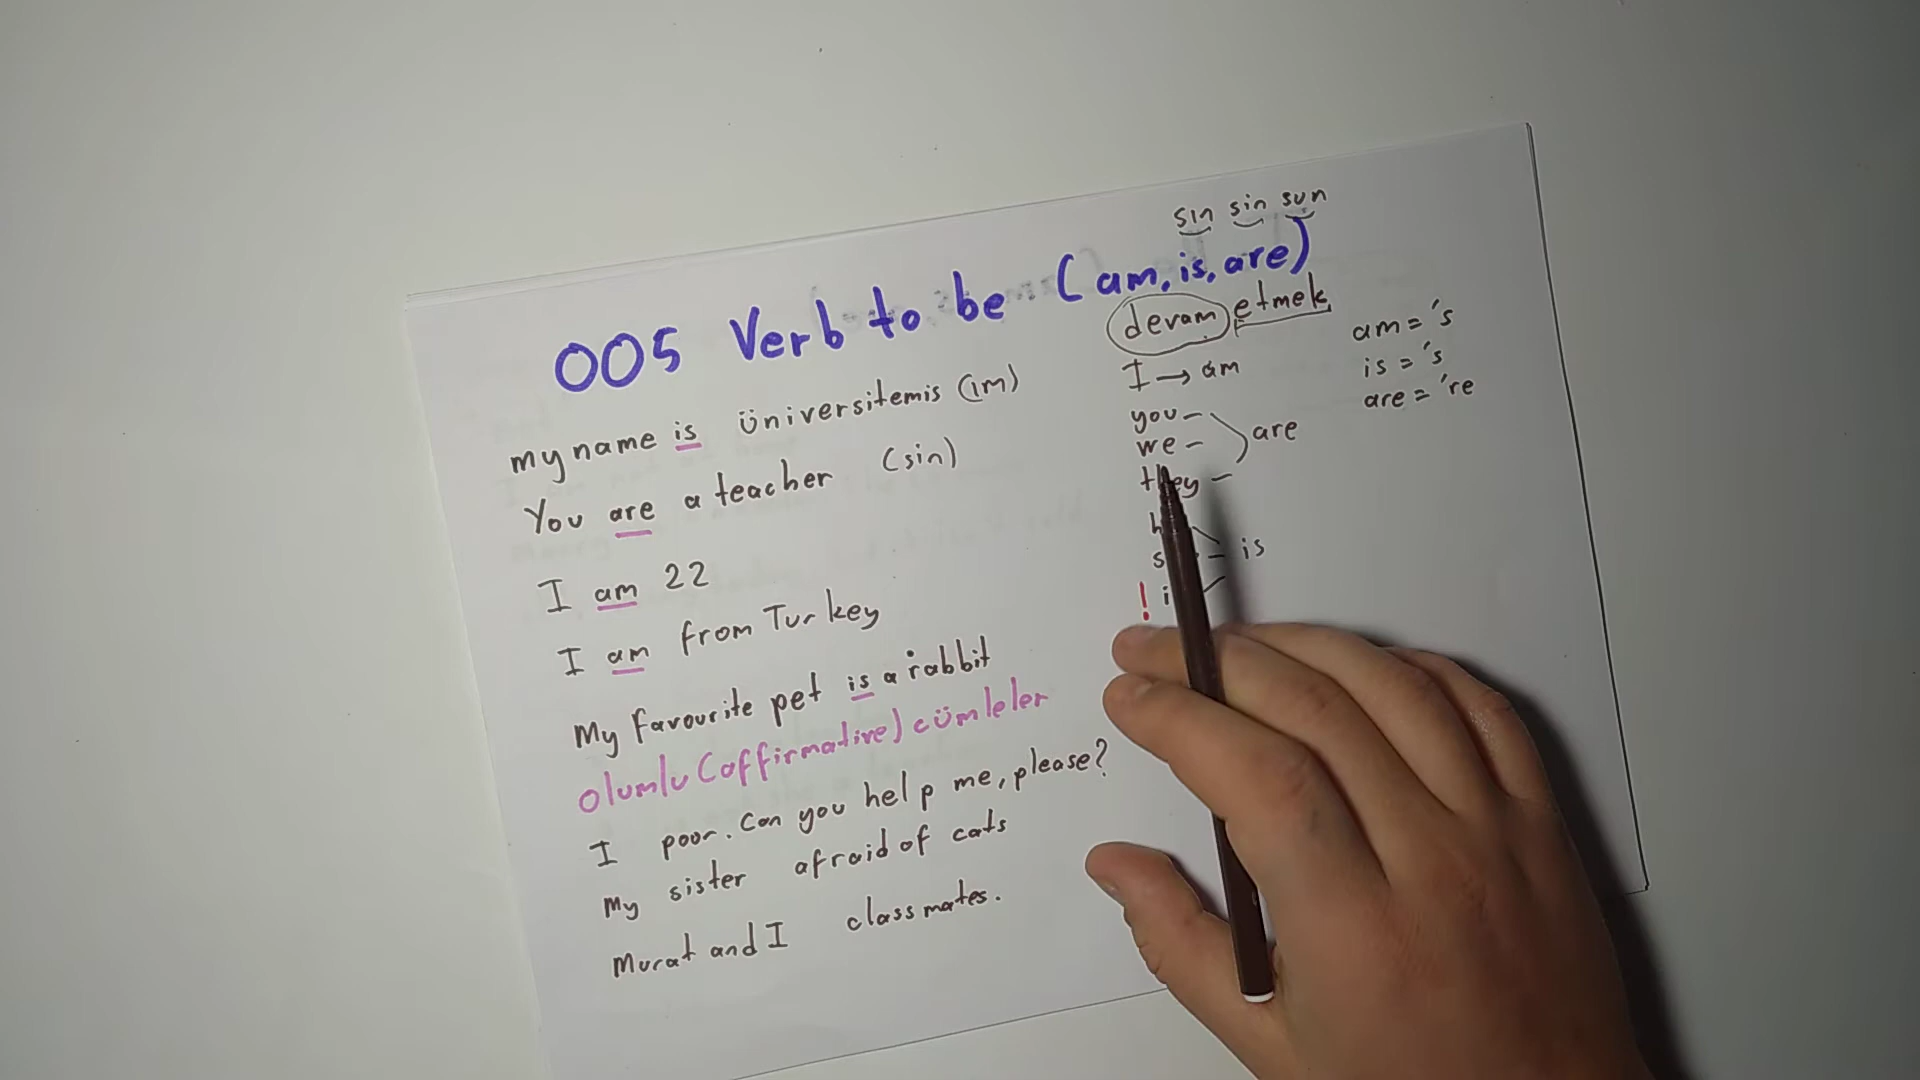 sın sin sun
005 Verb to be (am, is, are)
devam etmek
am = 's
is = 's
are = 're
my name is üniversitemis (im)
You are a teacher (sin)
I am 22
I am from Turkey
My favourite pet is a rabbit
olumlu (affirmative) cümleler
I poor. Can you help me, please?
My sister afraid of cats
Murat and I classmates.
I → am
you -
we - are
they -
is
!